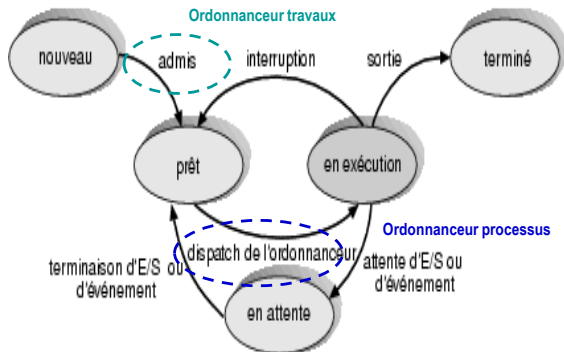 Ordonnanceur travaux
nouveau
admis
interruption
sortie
terminé
prêt
en exécution
Ordonnanceur processus
dispatch de l'ordonnanceur
terminaison d'E/S ou
d'événement
attente d'E/S ou
d'événement
en attente